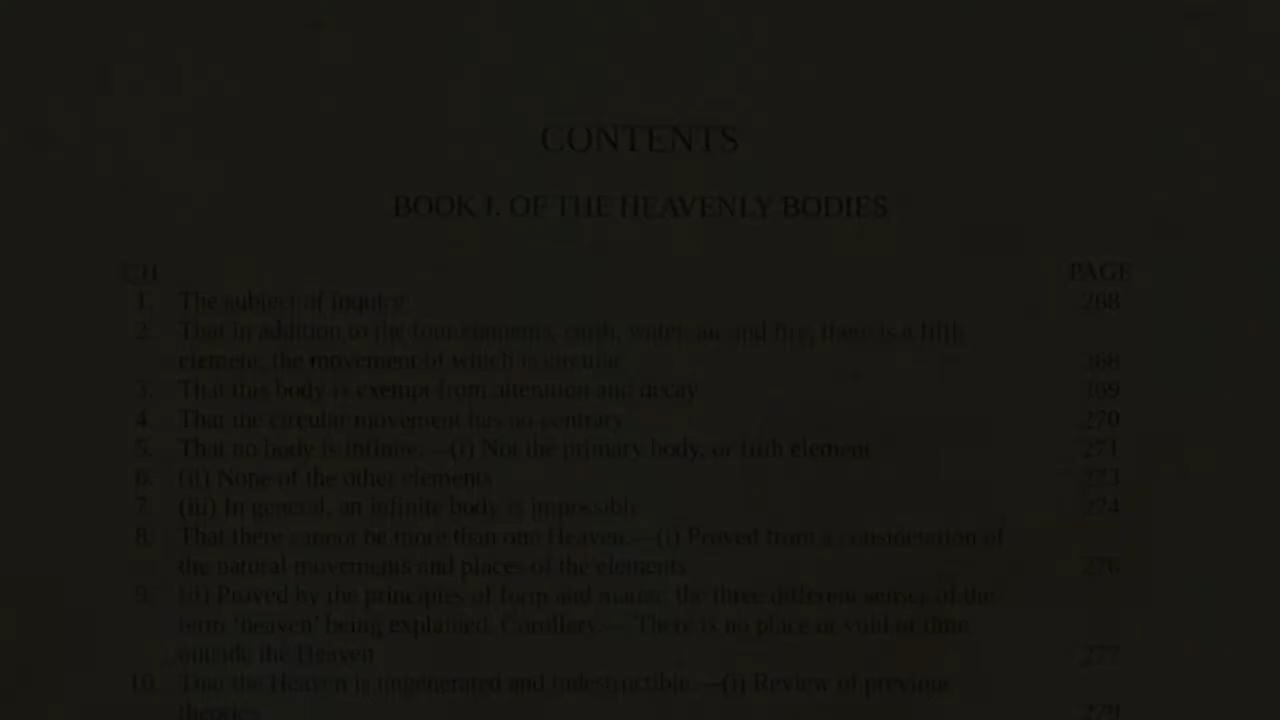 CONTENTS
BOOK I. OF THE HEAVENLY BODIES
CH
PAGE
1. The subject of inquiry 268
2. That in addition to the four elements, earth, water, air and fire, there is a fifth
element, the movement of which is circular 268
3. That this body is exempt from alteration and decay 269
4. That the circular movement has no contrary 270
5. That no body is infinite.—(i) Not the primary body, or fifth element 271
6. (ii) None of the other elements 273
7. (iii) In general, an infinite body is impossible 274
8. That there cannot be more than one Heaven.—(i) Proved from a consideration of
the natural movements and places of the elements 276
9. (ii) Proved by the principles of form and matter, the three different senses of the
term ‘heaven’ being explained. Corollary.— There is no place or void or time
outside the Heaven 277
10. That the Heaven is ungenerated and indestructible.—(i) Review of previous
theories 279